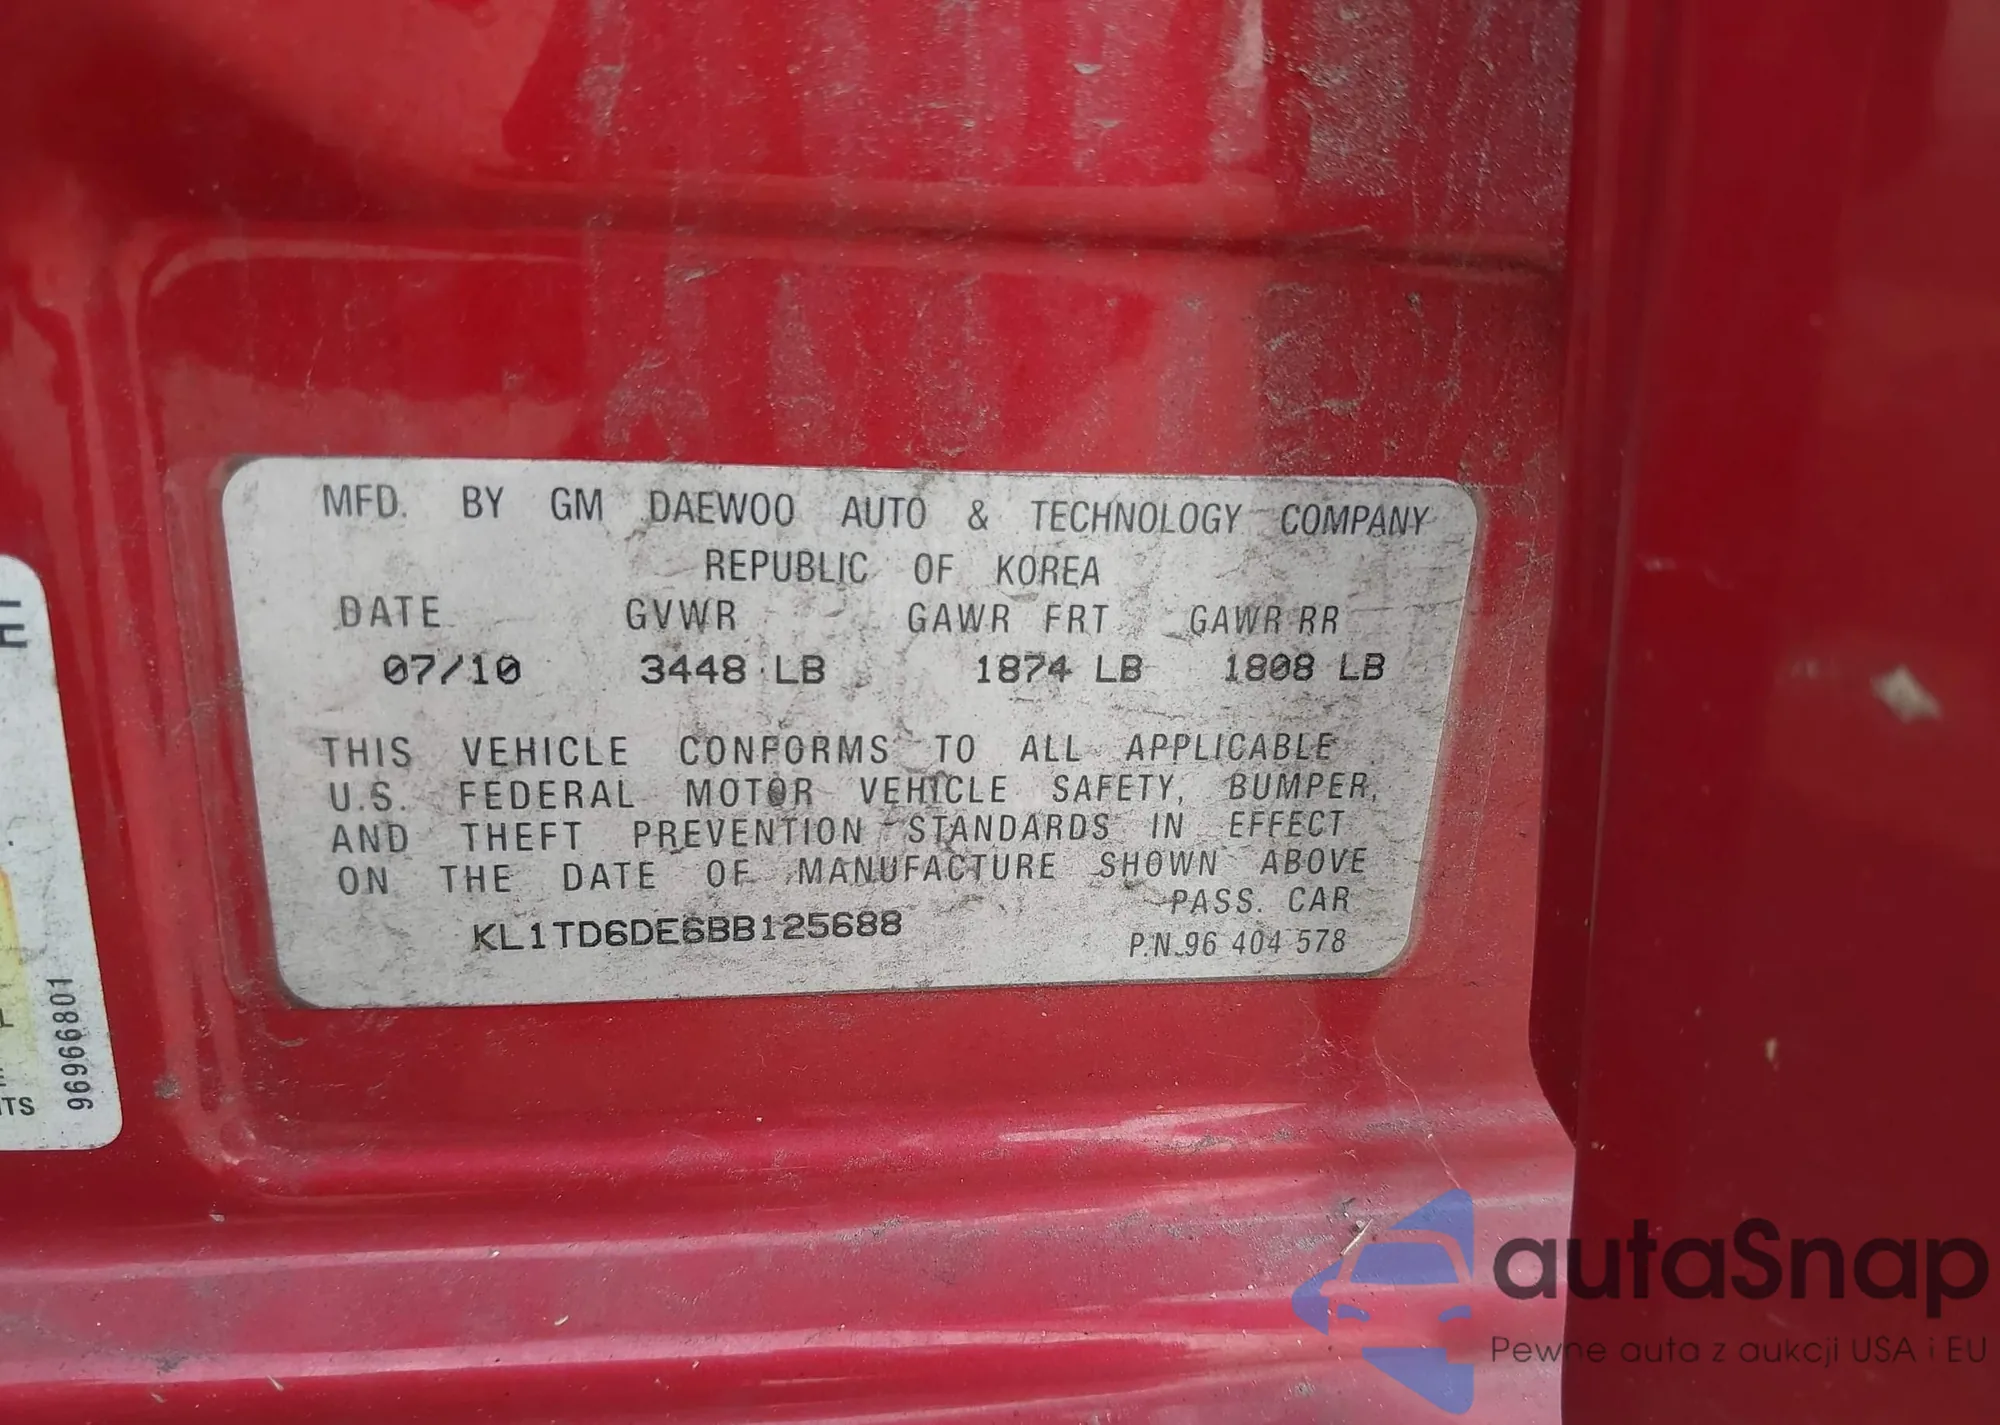 MFD. BY GM DAEWOO AUTO & TECHNOLOGY COMPANY
REPUBLIC OF KOREA
DATE GVWR GAWR FRT GAWR RR
07/10 3448 LB 1874 LB 1808 LB
THIS VEHICLE CONFORMS TO ALL APPLICABLE
U.S. FEDERAL MOTOR VEHICLE SAFETY, BUMPER,
AND THEFT PREVENTION STANDARDS IN EFFECT
ON THE DATE OF MANUFACTURE SHOWN ABOVE
PASS. CAR
KL1TD6DE6BB125688
P.N. 96 404 578
96966801
autaSnap
Pewne auta z aukcji USA i EU